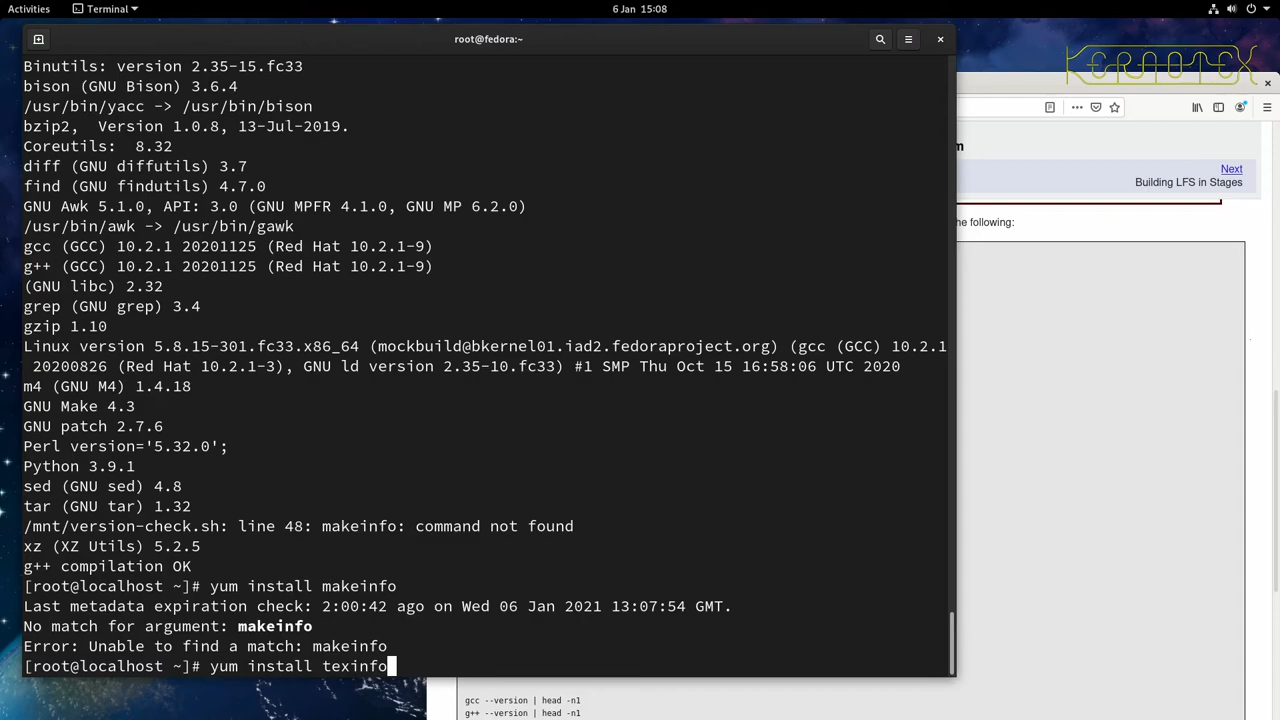 Activities
Terminal
6 Jan 15:08
root@fedora:~
KERNOTEX
Binutils: version 2.35-15.fc33
bison (GNU Bison) 3.6.4
/usr/bin/yacc -> /usr/bin/bison
bzip2,  Version 1.0.8, 13-Jul-2019.
Coreutils:  8.32
diff (GNU diffutils) 3.7
find (GNU findutils) 4.7.0
GNU Awk 5.1.0, API: 3.0 (GNU MPFR 4.1.0, GNU MP 6.2.0)
/usr/bin/awk -> /usr/bin/gawk
gcc (GCC) 10.2.1 20201125 (Red Hat 10.2.1-9)
g++ (GCC) 10.2.1 20201125 (Red Hat 10.2.1-9)
(GNU libc) 2.32
grep (GNU grep) 3.4
gzip 1.10
Linux version 5.8.15-301.fc33.x86_64 (mockbuild@bkernel01.iad2.fedoraproject.org) (gcc (GCC) 10.2.1
 20200826 (Red Hat 10.2.1-3), GNU ld version 2.35-10.fc33) #1 SMP Thu Oct 15 16:58:06 UTC 2020
m4 (GNU M4) 1.4.18
GNU Make 4.3
GNU patch 2.7.6
Perl version='5.32.0';
Python 3.9.1
sed (GNU sed) 4.8
tar (GNU tar) 1.32
/mnt/version-check.sh: line 48: makeinfo: command not found
xz (XZ Utils) 5.2.5
g++ compilation OK
[root@localhost ~]# yum install makeinfo
Last metadata expiration check: 2:00:42 ago on Wed 06 Jan 2021 13:07:54 GMT.
No match for argument: makeinfo
Error: Unable to find a match: makeinfo
[root@localhost ~]# yum install texinfo
m
Next
Building LFS in Stages
he following:
gcc --version | head -n1
g++ --version | head -n1